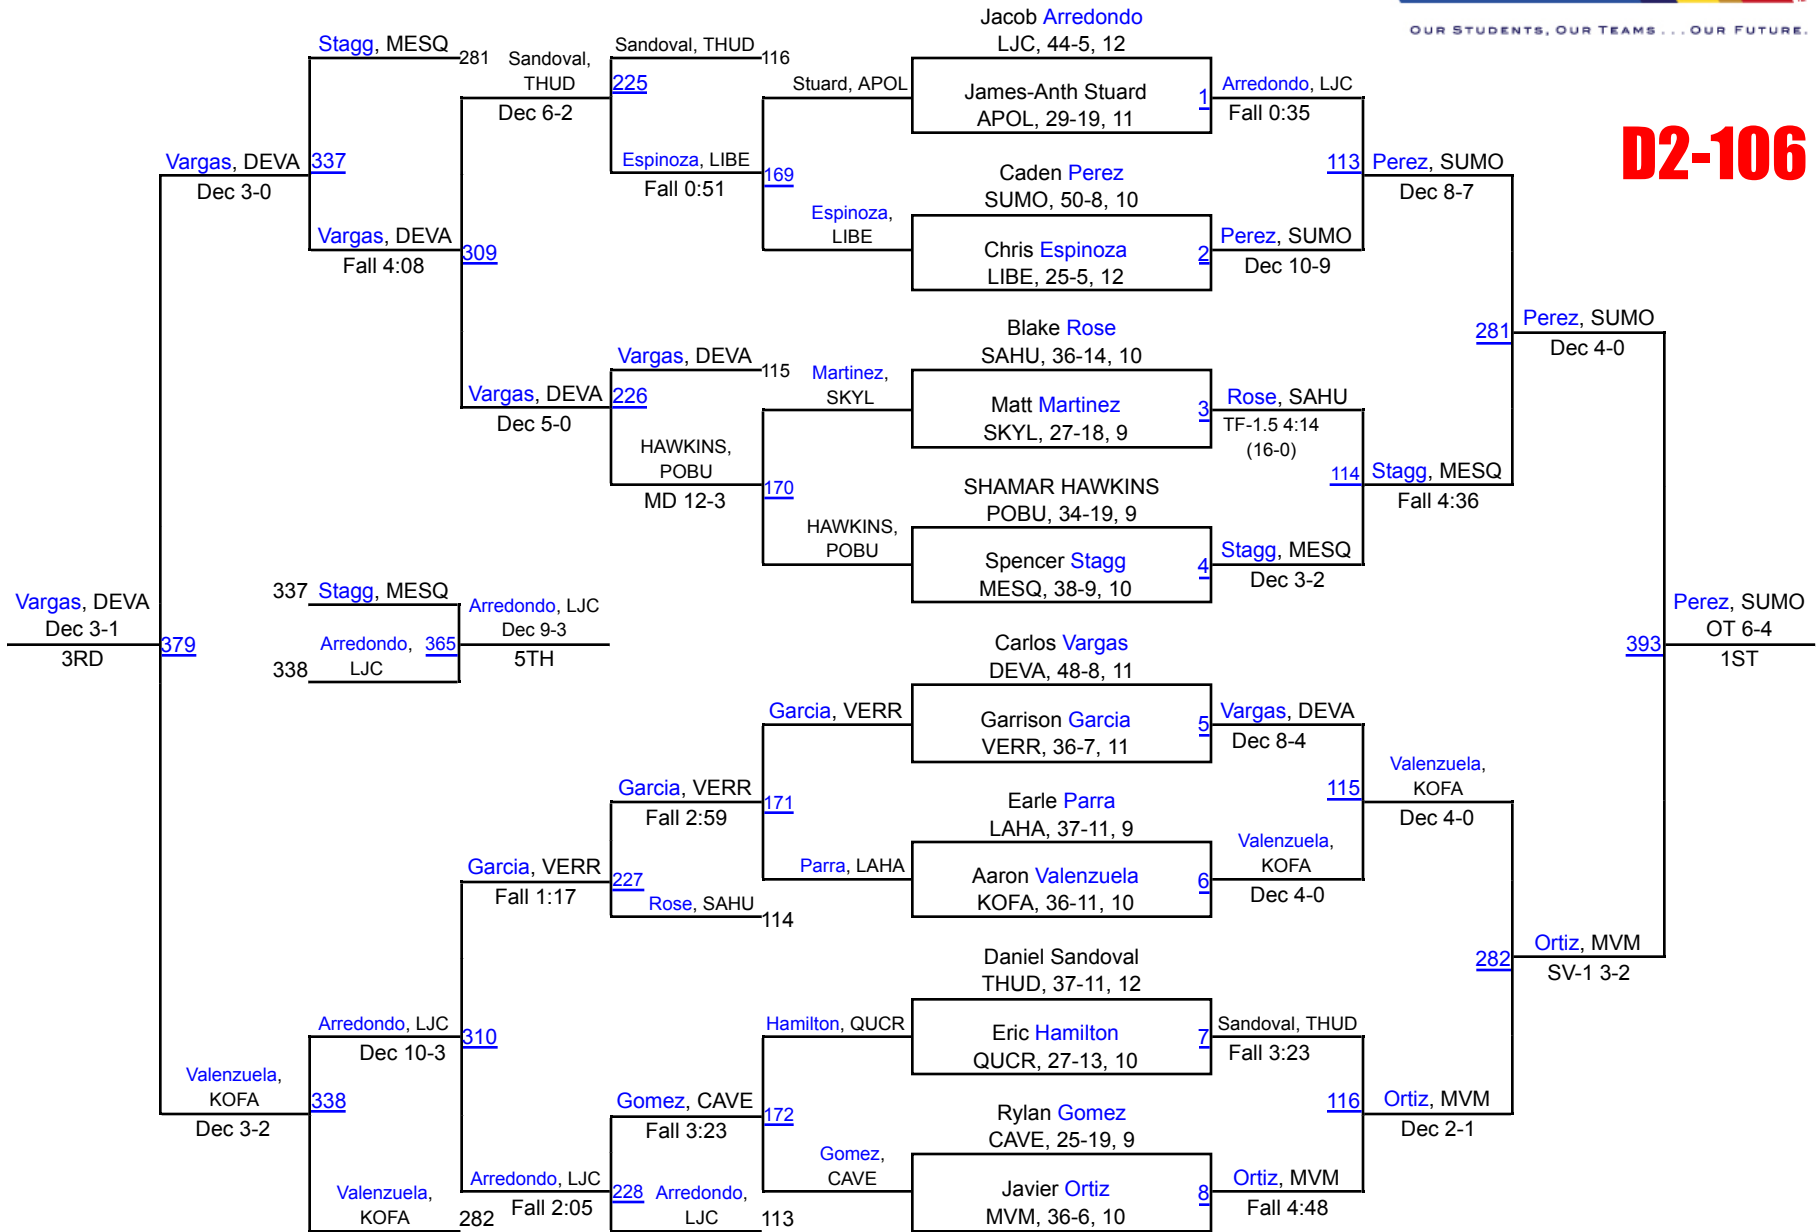 OUR STUDENTS, OUR TEAMS . . . OUR FUTURE.
D2-106
Jacob Arredondo
LJC, 44-5, 12
James-Anth Stuard
APOL, 29-19, 11
1
Arredondo, LJC
Fall 0:35
Caden Perez
SUMO, 50-8, 10
Chris Espinoza
LIBE, 25-5, 12
2
Perez, SUMO
Dec 10-9
113
Perez, SUMO
Dec 8-7
Blake Rose
SAHU, 36-14, 10
Matt Martinez
SKYL, 27-18, 9
3
Rose, SAHU
TF-1.5 4:14
(16-0)
SHAMAR HAWKINS
POBU, 34-19, 9
Spencer Stagg
MESQ, 38-9, 10
4
Stagg, MESQ
Dec 3-2
114
Stagg, MESQ
Fall 4:36
281
Perez, SUMO
Dec 4-0
Carlos Vargas
DEVA, 48-8, 11
Garrison Garcia
VERR, 36-7, 11
5
Vargas, DEVA
Dec 8-4
Earle Parra
LAHA, 37-11, 9
Aaron Valenzuela
KOFA, 36-11, 10
6
Valenzuela,
KOFA
Dec 4-0
115
Valenzuela,
KOFA
Dec 4-0
Daniel Sandoval
THUD, 37-11, 12
Eric Hamilton
QUCR, 27-13, 10
7
Sandoval, THUD
Fall 3:23
Rylan Gomez
CAVE, 25-19, 9
Javier Ortiz
MVM, 36-6, 10
8
Ortiz, MVM
Fall 4:48
116
Ortiz, MVM
Dec 2-1
282
Ortiz, MVM
SV-1 3-2
393
Perez, SUMO
OT 6-4
1ST
Stuard, APOL
Espinoza,
LIBE
169
Espinoza, LIBE
Fall 0:51
Sandoval, THUD
116
225
Sandoval,
THUD
Dec 6-2
Martinez,
SKYL
HAWKINS,
POBU
170
HAWKINS,
POBU
MD 12-3
Vargas, DEVA
115
226
Vargas, DEVA
Dec 5-0
309
Vargas, DEVA
Fall 4:08
Stagg, MESQ
281
337
Vargas, DEVA
Dec 3-0
337
Stagg, MESQ
338
Arredondo,
LJC
365
Arredondo, LJC
Dec 9-3
5TH
Vargas, DEVA
Dec 3-1
3RD
379
Garcia, VERR
Parra, LAHA
171
Garcia, VERR
Fall 2:59
Rose, SAHU
114
227
Garcia, VERR
Fall 1:17
Hamilton, QUCR
Gomez,
CAVE
172
Gomez, CAVE
Fall 3:23
Arredondo,
LJC
113
228
Arredondo, LJC
Fall 2:05
310
Arredondo, LJC
Dec 10-3
Valenzuela,
KOFA
282
338
Valenzuela,
KOFA
Dec 3-2